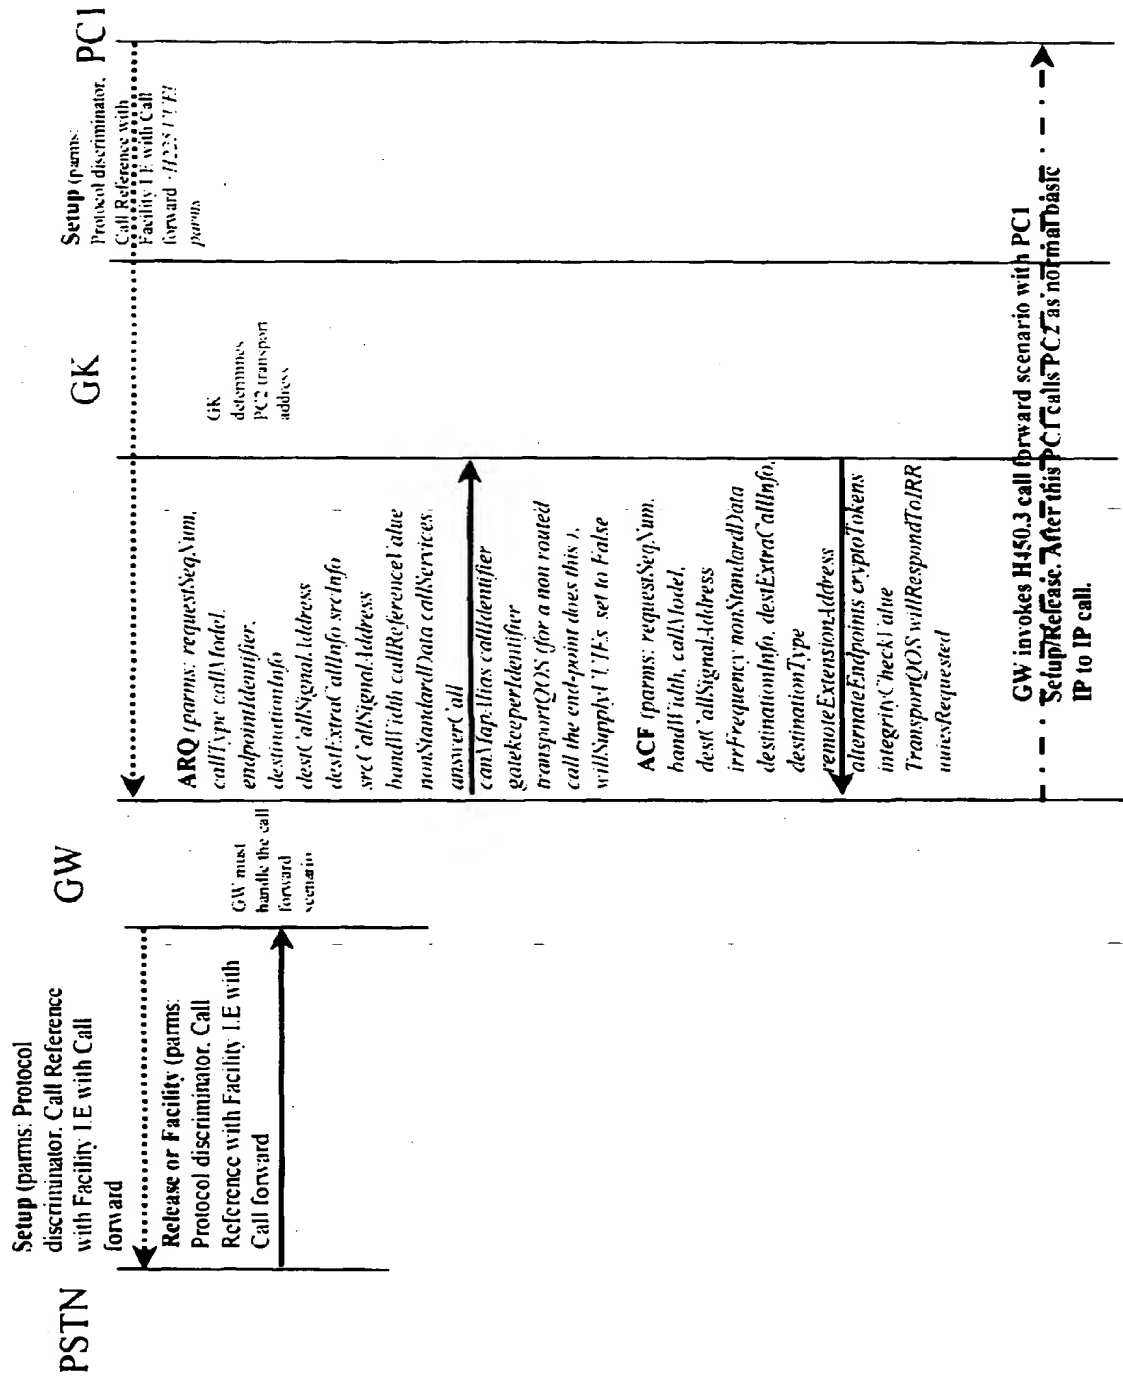 PSTN
GW
GK
PC1
Setup (parms: Protocol
discriminator. Call Reference
with Facility I.E with Call
forward
Release or Facility (parms:
Protocol discriminator. Call
Reference with Facility I.E with
Call forward
GW must
handle the call
forward
scenario
GK
determines
PC2 transport
address
Setup (parms:
Protocol discriminator.
Call Reference with
Facility I.E with Call
forward
parms
ARQ (parms: requestSeqNum,
callType callModel.
endpointIdentifier.
destinationInfo
destCallSignalAddress
destExtraCallInfo srcInfo
srcCallSignalAddress
bandWidth callReferenceValue
nonStandardData callServices.
answerCall
canMapAlias callIdentifier
gatekeeperIdentifier
transportQOS (for a non routed
call the end-point does this ).
willSupplyUUIEs set to False
ACF (parms: requestSeqNum.
bandWidth, callModel,
destCallSignalAddress
irrFrequency nonStandardData
destinationInfo, destExtraCallInfo,
destinationType
remoteExtensionAddress
alternateEndpoints cryptoTokens
integrityCheckValue
TransportQOS willRespondToIRR
uuiesRequested
GW invokes H450.3 call forward scenario with PC1
Setup/Release. After this PC1 calls PC2 as normal basic
IP to IP call.